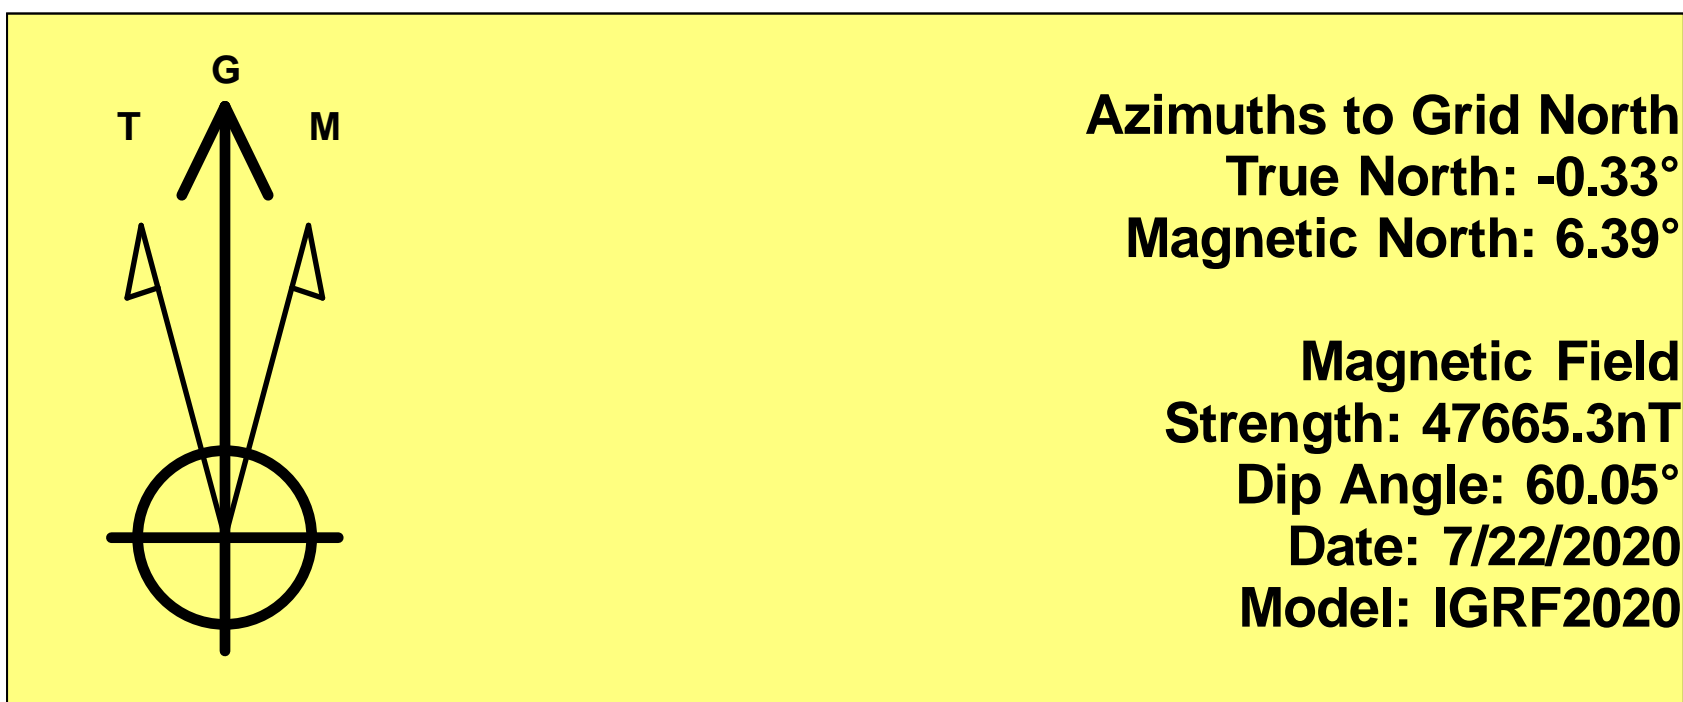 G
T
M
Azimuths to Grid North
True North: -0.33°
Magnetic North: 6.39°
Magnetic Field
Strength: 47665.3nT
Dip Angle: 60.05°
Date: 7/22/2020
Model: IGRF2020